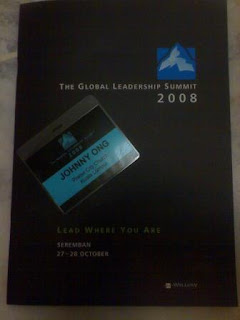 THE GLOBAL LEADERSHIP SUMMIT
2008
JOHNNY ONG
LEAD WHERE YOU ARE
SEREMBAN
27-28 OCTOBER